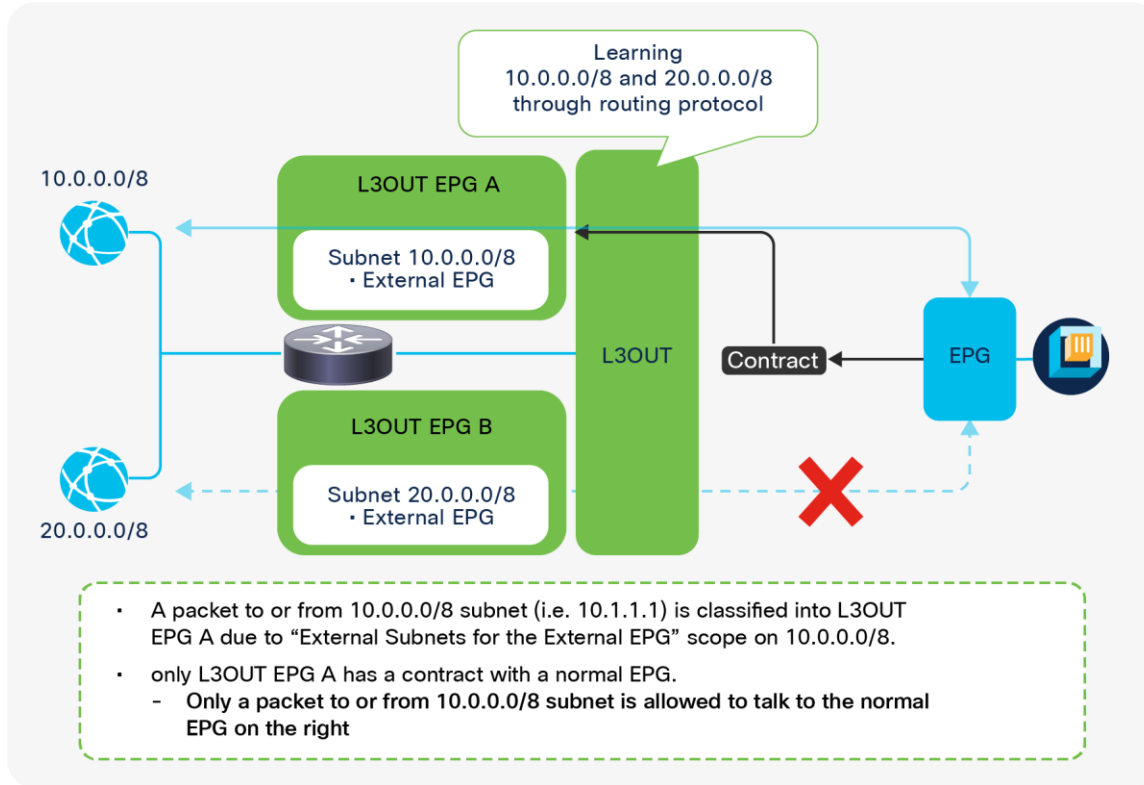 Learning
10.0.0.0/8 and 20.0.0.0/8
through routing protocol
10.0.0.0/8
L3OUT EPG A
Subnet 10.0.0.0/8
· External EPG
L3OUT
Contract
EPG
L3OUT EPG B
Subnet 20.0.0.0/8
· External EPG
20.0.0.0/8
· A packet to or from 10.0.0.0/8 subnet (i.e. 10.1.1.1) is classified into L3OUT
EPG A due to “External Subnets for the External EPG” scope on 10.0.0.0/8.
· only L3OUT EPG A has a contract with a normal EPG.
- Only a packet to or from 10.0.0.0/8 subnet is allowed to talk to the normal
EPG on the right